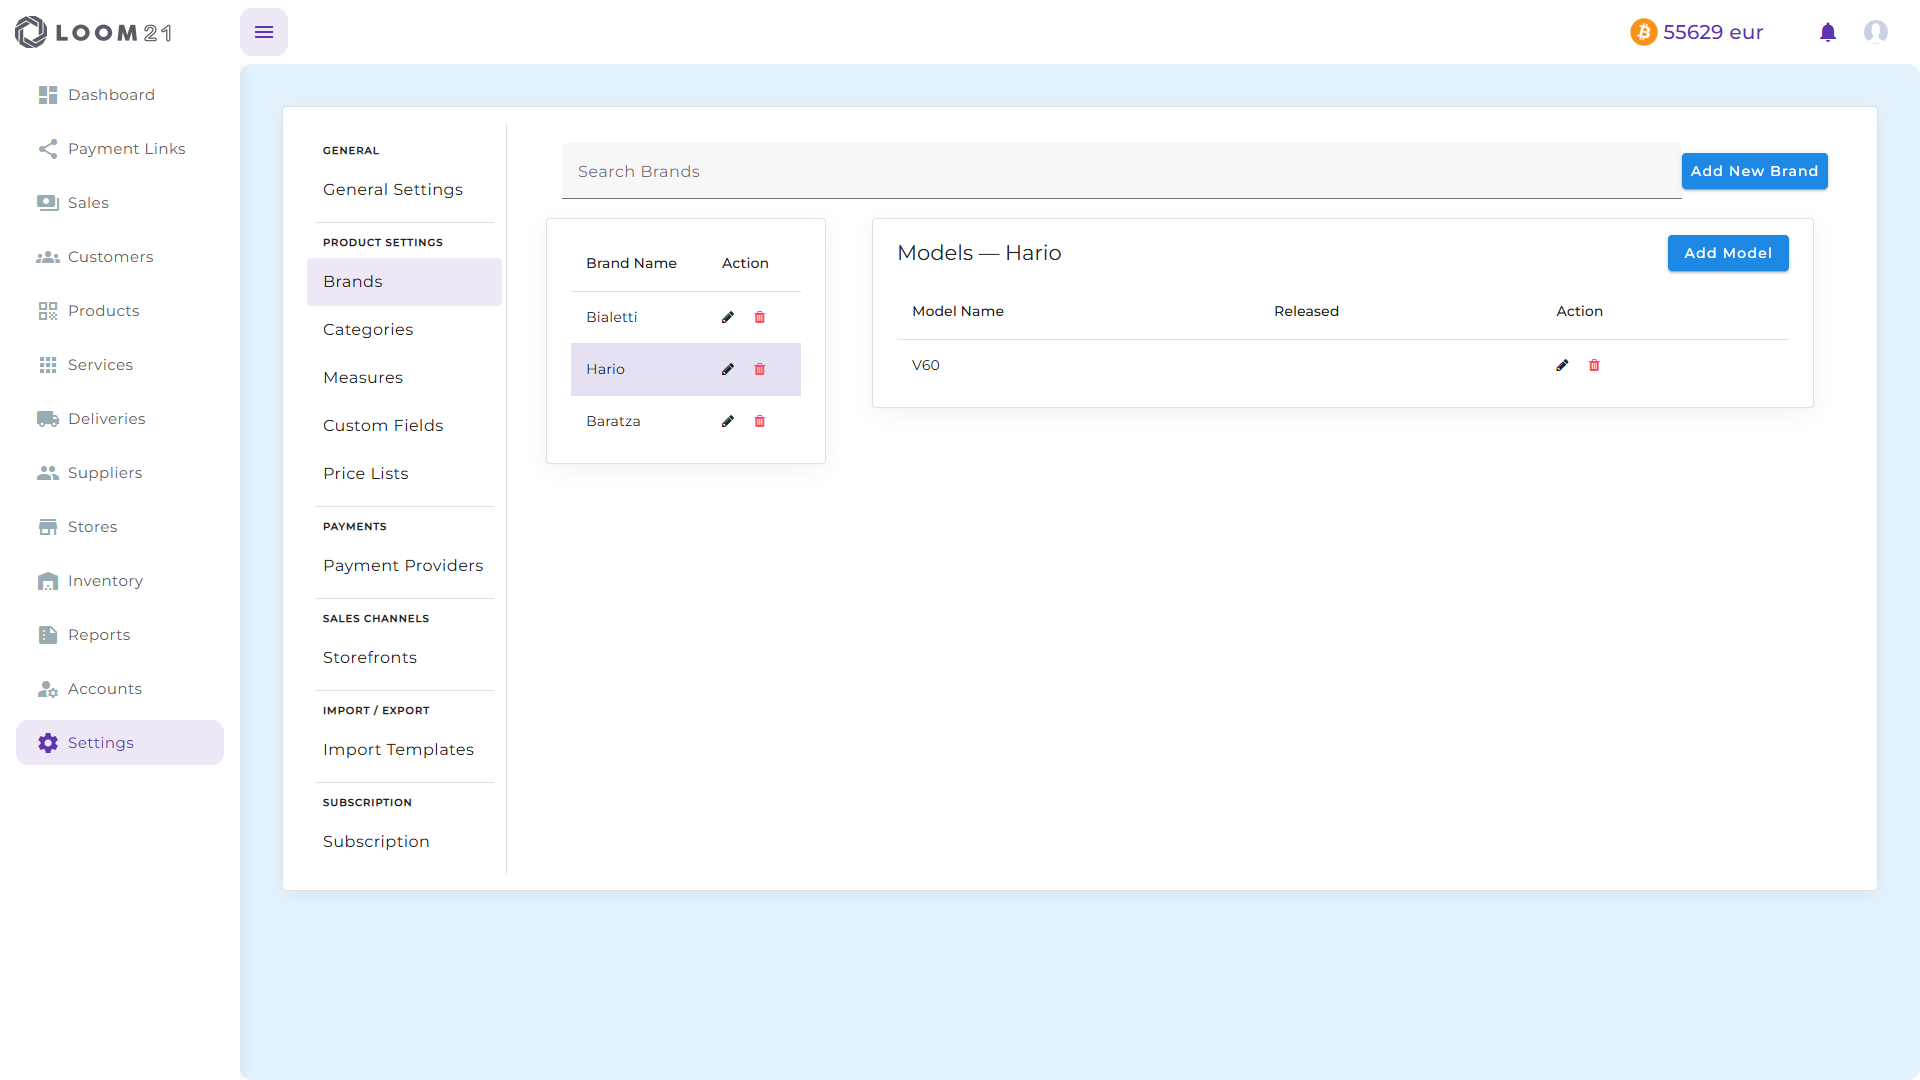 LOOM21
55629 eur
Dashboard
Payment Links
Sales
Customers
Products
Services
Deliveries
Suppliers
Stores
Inventory
Reports
Accounts
Settings
GENERAL
General Settings
PRODUCT SETTINGS
Brands
Categories
Measures
Custom Fields
Price Lists
PAYMENTS
Payment Providers
SALES CHANNELS
Storefronts
IMPORT / EXPORT
Import Templates
SUBSCRIPTION
Subscription
Search Brands
Add New Brand
Brand Name Action
Bialetti
Hario
Baratza
Models — Hario
Add Model
Model Name Released Action
V60